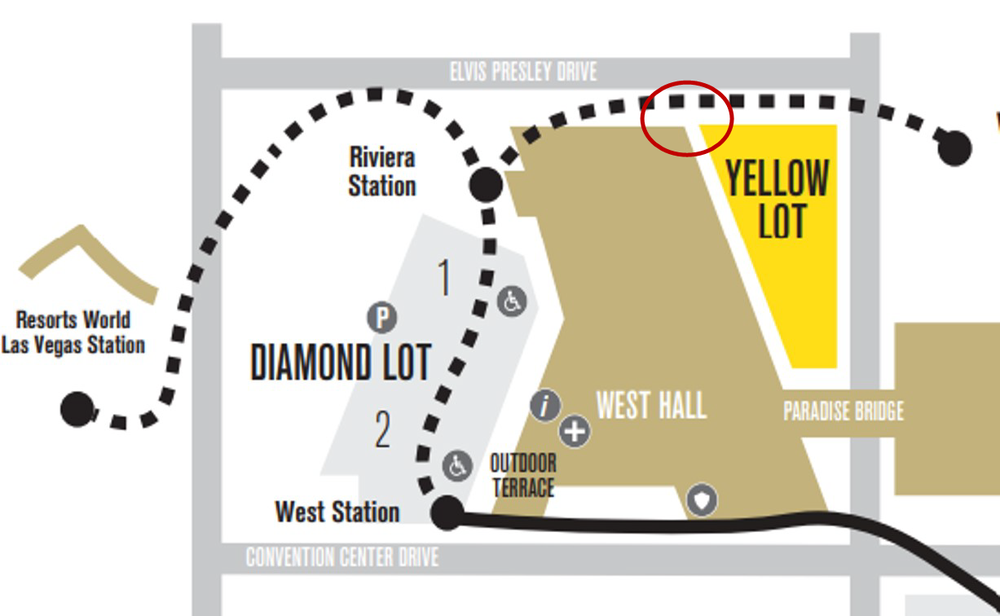 ELVIS PRESLEY DRIVE
Riviera
Station
YELLOW
LOT
1
P
Resorts World
Las Vegas Station
DIAMOND LOT
2
i
WEST HALL
PARADISE BRIDGE
OUTDOOR
TERRACE
West Station
CONVENTION CENTER DRIVE